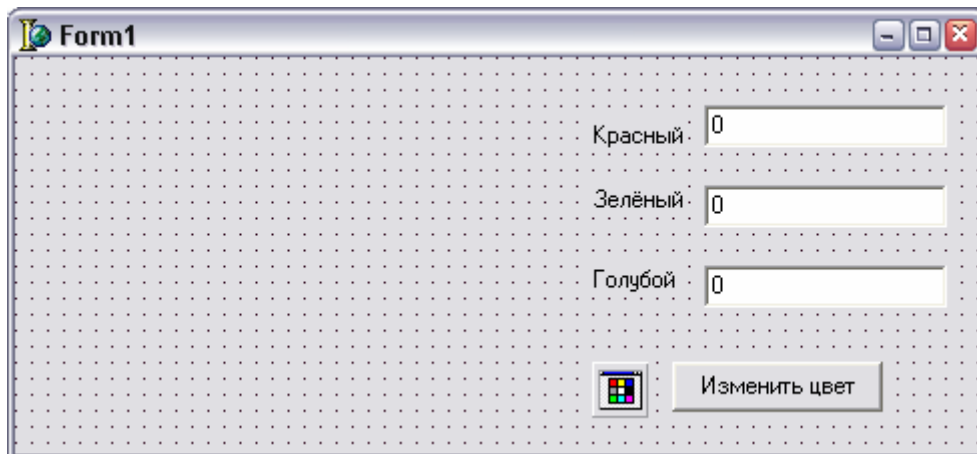 Form1
Красный 0
Зелёный 0
Голубой 0
Изменить цвет